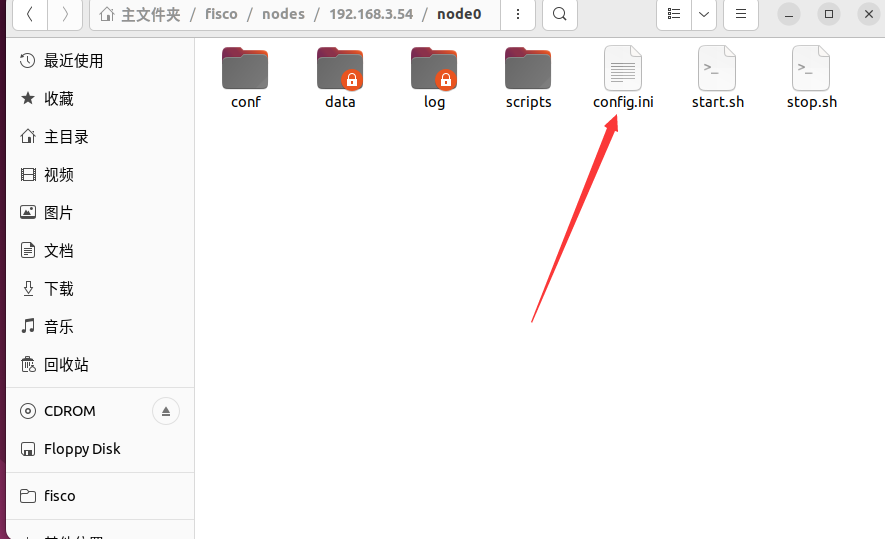 主文件夹 / fisco / nodes / 192.168.3.54 / node0
最近使用
收藏
主目录
视频
图片
文档
下载
音乐
回收站
CDROM
Floppy Disk
fisco
conf
data
log
scripts
config.ini
start.sh
stop.sh